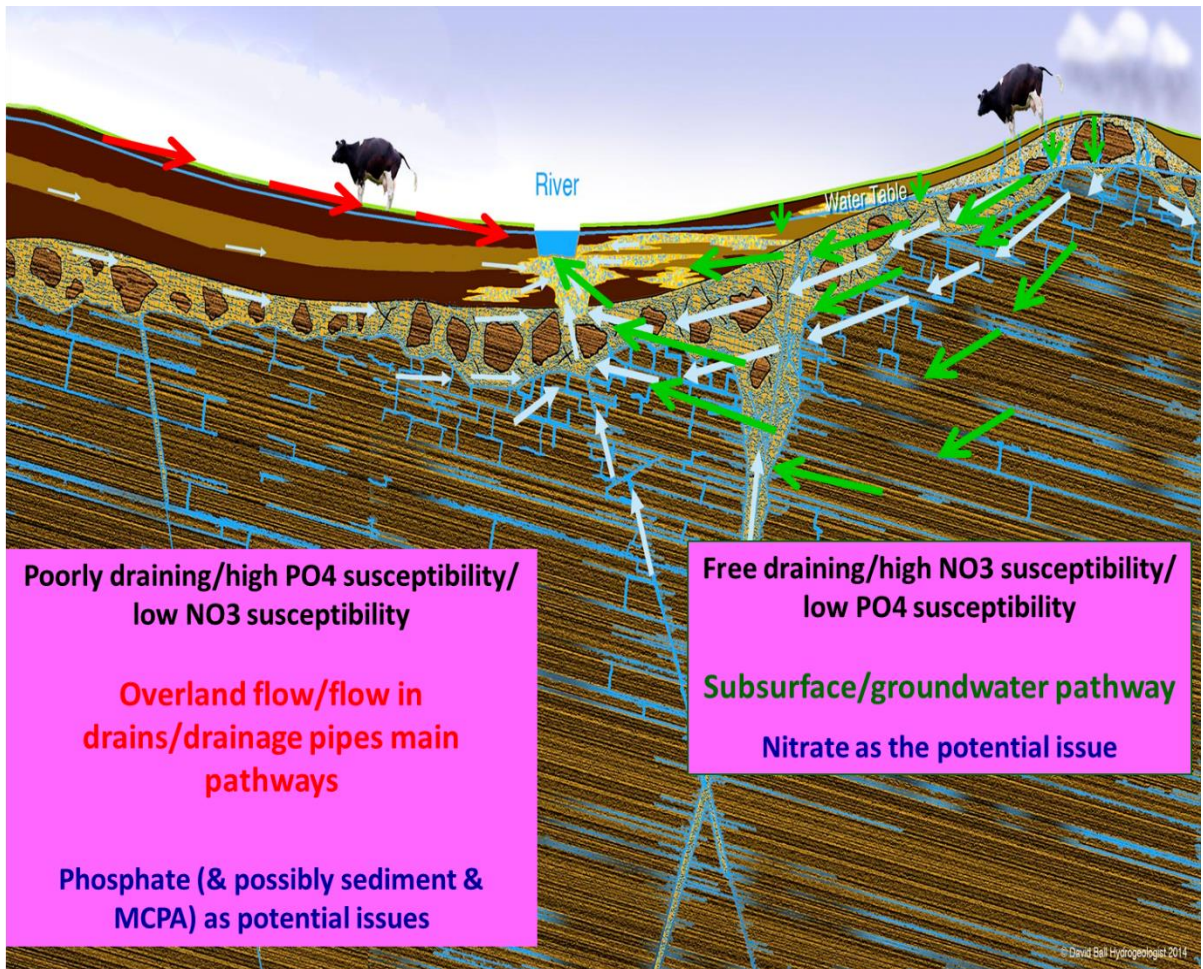 River
Water Table
Poorly draining/high PO4 susceptibility/
low NO3 susceptibility
Overland flow/flow in
drains/drainage pipes main
pathways
Phosphate (& possibly sediment &
MCPA) as potential issues
Free draining/high NO3 susceptibility/
low PO4 susceptibility
Subsurface/groundwater pathway
Nitrate as the potential issue
© David Ball Hydrogeologist 2014